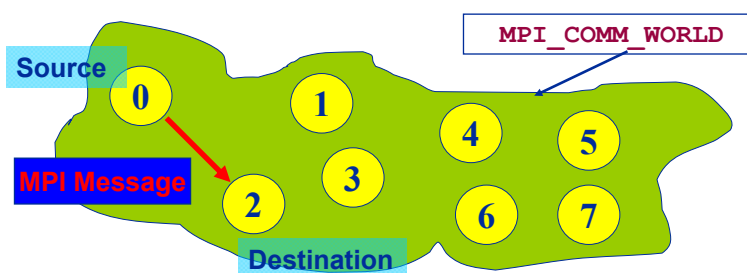 MPI_COMM_WORLD
Source
0
1
4
5
MPI Message
3
2
6
7
Destination